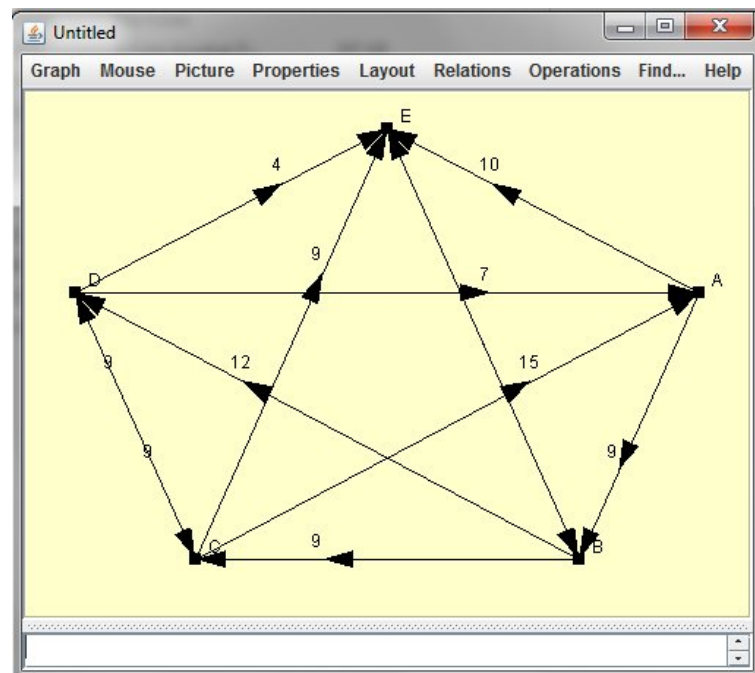 Untitled
Graph Mouse Picture Properties Layout Relations Operations Find... Help
E
4
10
9
7
D
A
9
12
15
9
9
9
C
B